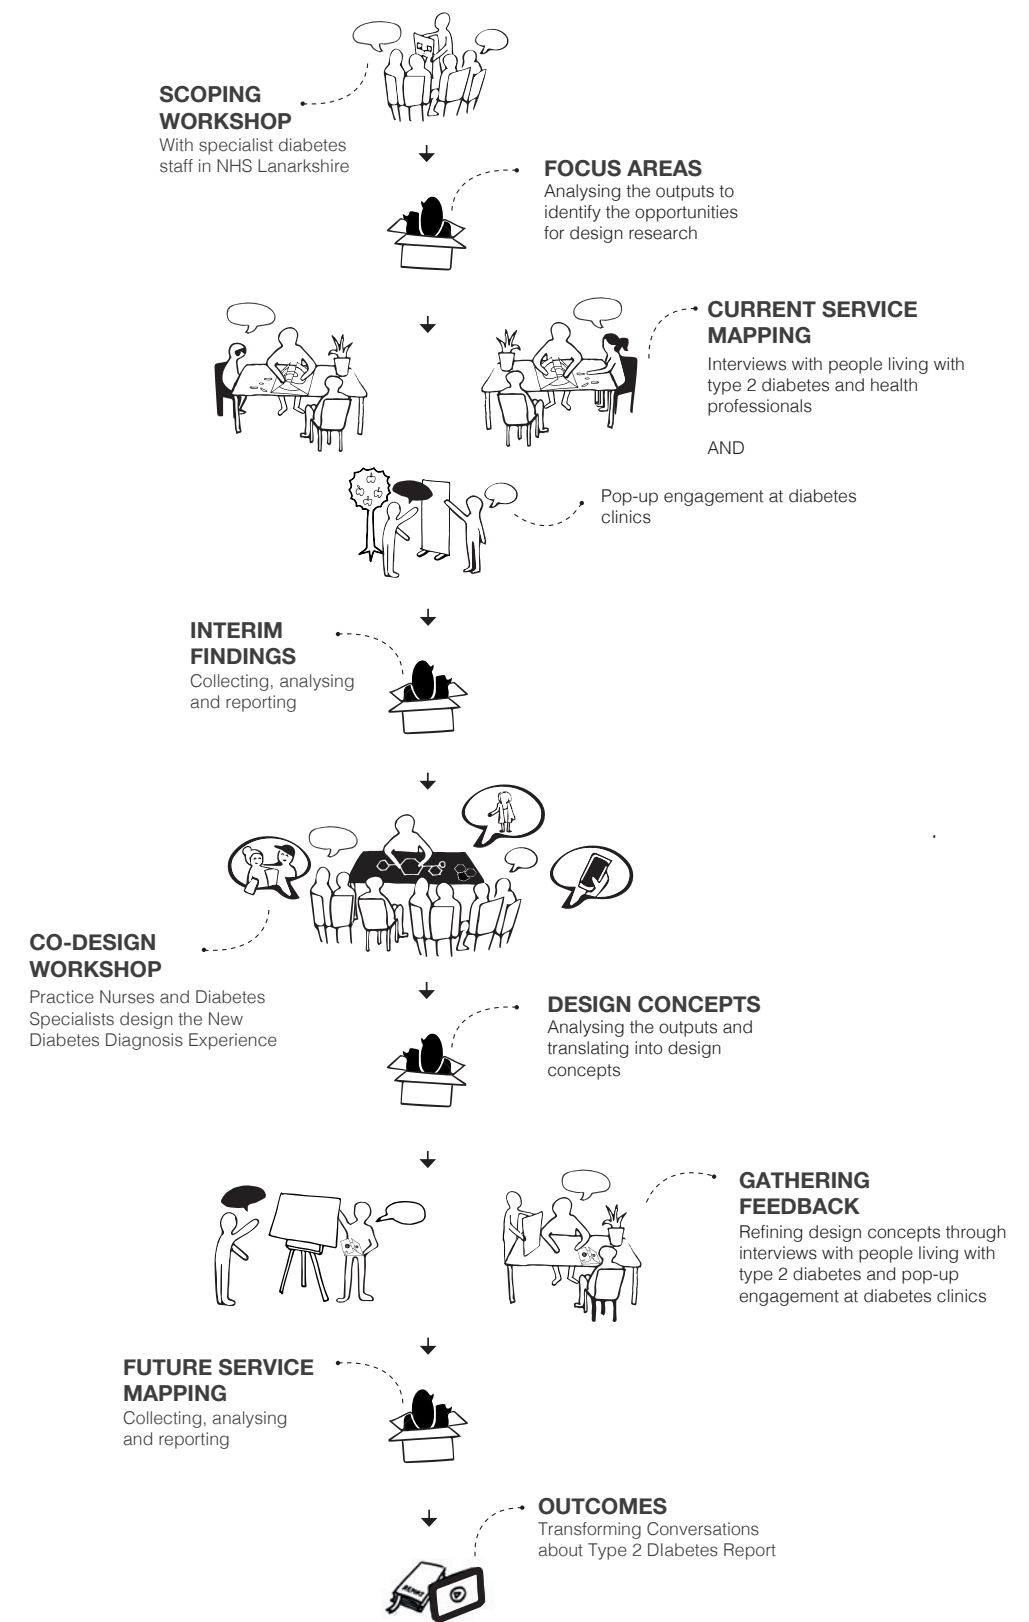 SCOPING
WORKSHOP
With specialist diabetes
staff in NHS Lanarkshire
FOCUS AREAS
Analysing the outputs to
identify the opportunities
for design research
CURRENT SERVICE
MAPPING
Interviews with people living with
type 2 diabetes and health
professionals
AND
Pop-up engagement at diabetes
clinics
INTERIM
FINDINGS
Collecting, analysing
and reporting
CO-DESIGN
WORKSHOP
Practice Nurses and Diabetes
Specialists design the New
Diabetes Diagnosis Experience
DESIGN CONCEPTS
Analysing the outputs and
translating into design
concepts
GATHERING
FEEDBACK
Refining design concepts through
interviews with people living with
type 2 diabetes and pop-up
engagement at diabetes clinics
FUTURE SERVICE
MAPPING
Collecting, analysing
and reporting
OUTCOMES
Transforming Conversations
about Type 2 DIabetes Report
REPORT